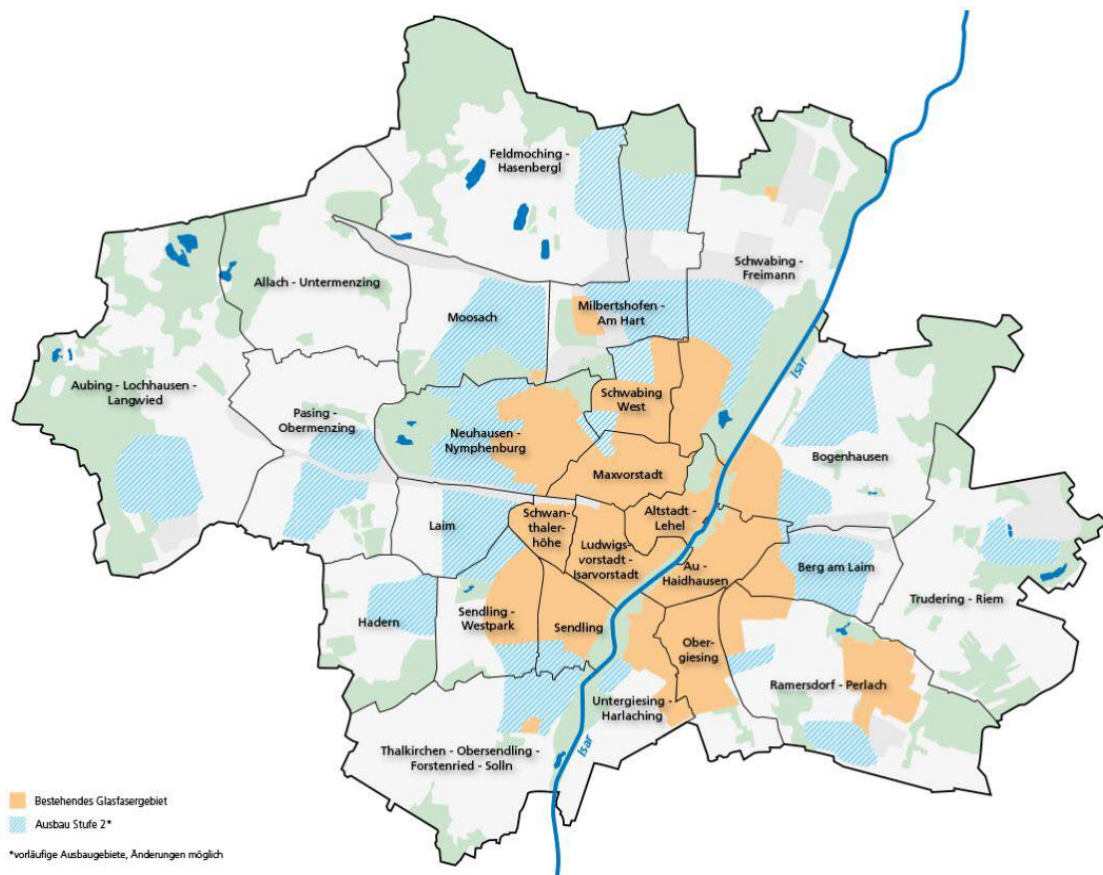 Feldmoching -
Hasenbergl
Schwabing -
Freimann
Allach - Untermenzing
Moosach
Milbertshofen -
Am Hart
Isar
Aubing - Lochhausen -
Langwied
Schwabing
West
Pasing -
Obermenzing
Neuhausen -
Nymphenburg
Bogenhausen
Maxvorstadt
Laim
Schwan-
thaler-
höhe
Altstadt -
Lehel
Ludwigs-
vorstadt -
Isarvorstadt
Au -
Haidhausen
Berg am Laim
Trudering - Riem
Hadern
Sendling -
Westpark
Sendling
Ober-
giesing
Ramersdorf - Perlach
Untergiesing -
Harlaching
Thalkirchen - Obersendling -
Forstenried - Solln
Isar
Bestehendes Glasfasergebiet
Ausbau Stufe 2*
*vorläufige Ausbaugebiete, Änderungen möglich